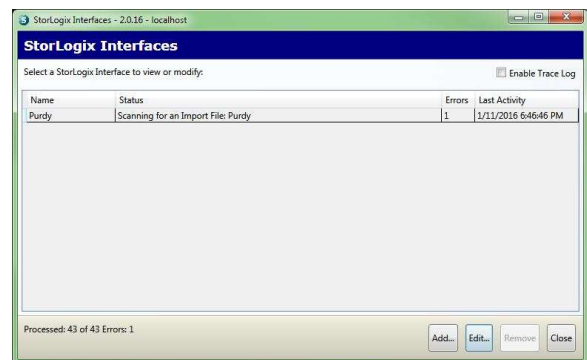 StorLogix Interfaces - 2.0.16 - localhost
StorLogix Interfaces
Select a StorLogix Interface to view or modify: Enable Trace Log
Name Status Errors Last Activity
Purdy Scanning for an Import File: Purdy 1 1/11/2016 6:46:46 PM
Processed: 43 of 43 Errors: 1
Add... Edit... Remove Close